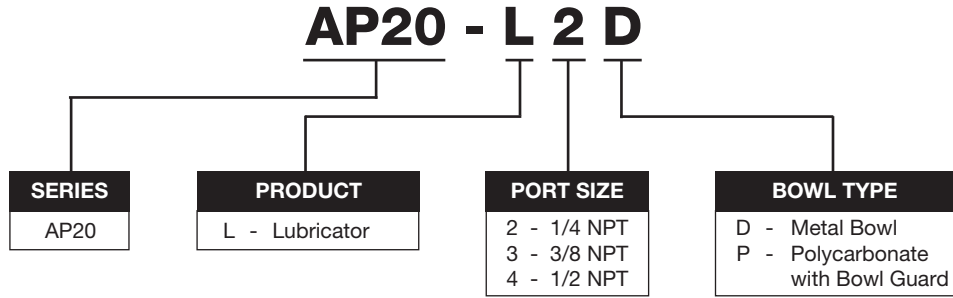 AP20 - L 2 D
SERIES
AP20
PRODUCT
L - Lubricator
PORT SIZE
2 - 1/4 NPT
3 - 3/8 NPT
4 - 1/2 NPT
BOWL TYPE
D - Metal Bowl
P - Polycarbonate
with Bowl Guard